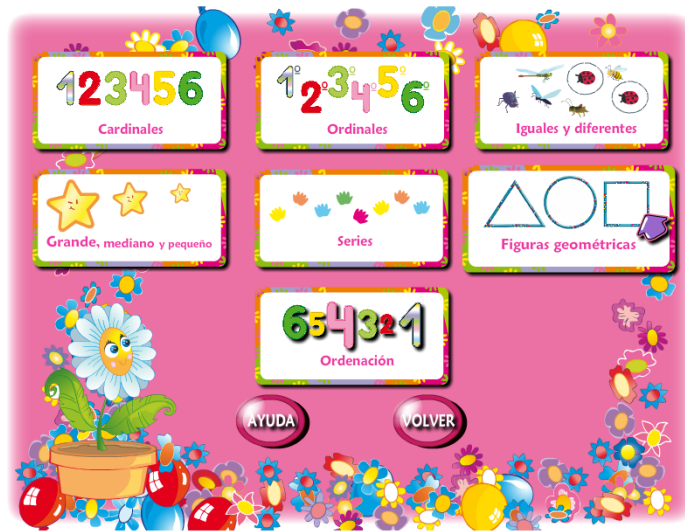 123456
Cardinales
1º2º3º4º5º6º
Ordinales
Iguales y diferentes
Grande, mediano y pequeño
Series
Figuras geométricas
654321
Ordenación
AYUDA
VOLVER